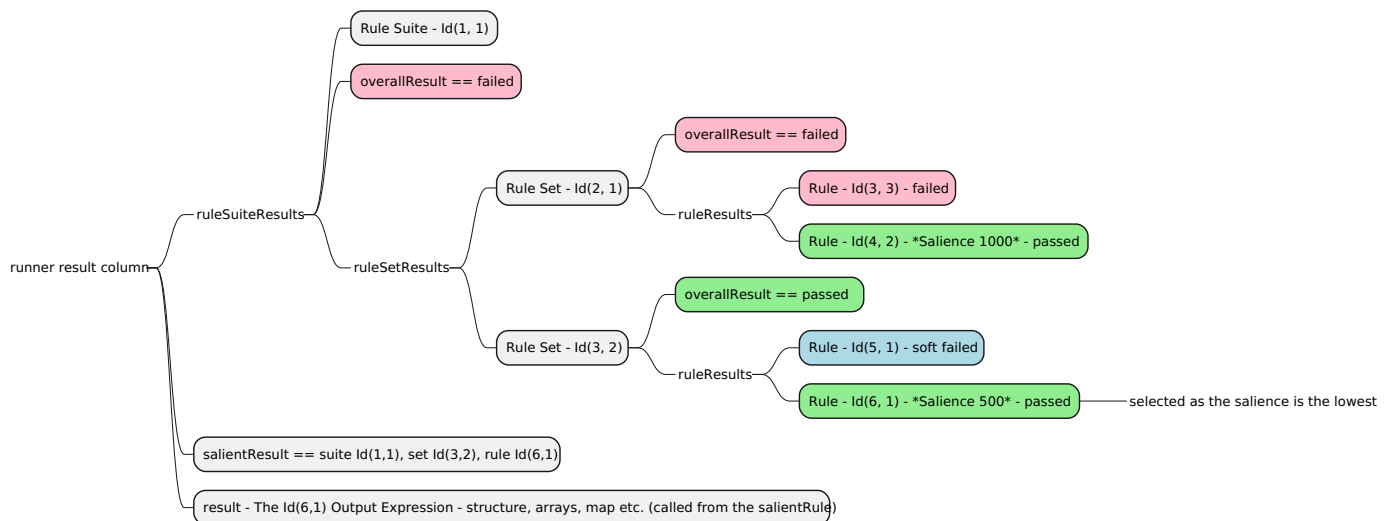 Rule Suite - Id(1, 1)
overallResult == failed
overallResult == failed
Rule Set - Id(2, 1)
Rule - Id(3, 3) - failed
ruleSuiteResults
ruleResults
Rule - Id(4, 2) - *Salience 1000* - passed
runner result column
ruleSetResults
overallResult == passed
Rule Set - Id(3, 2)
Rule - Id(5, 1) - soft failed
ruleResults
Rule - Id(6, 1) - *Salience 500* - passed
selected as the salience is the lowest
salientResult == suite Id(1,1), set Id(3,2), rule Id(6,1)
result - The Id(6,1) Output Expression - structure, arrays, map etc. (called from the salientRule)